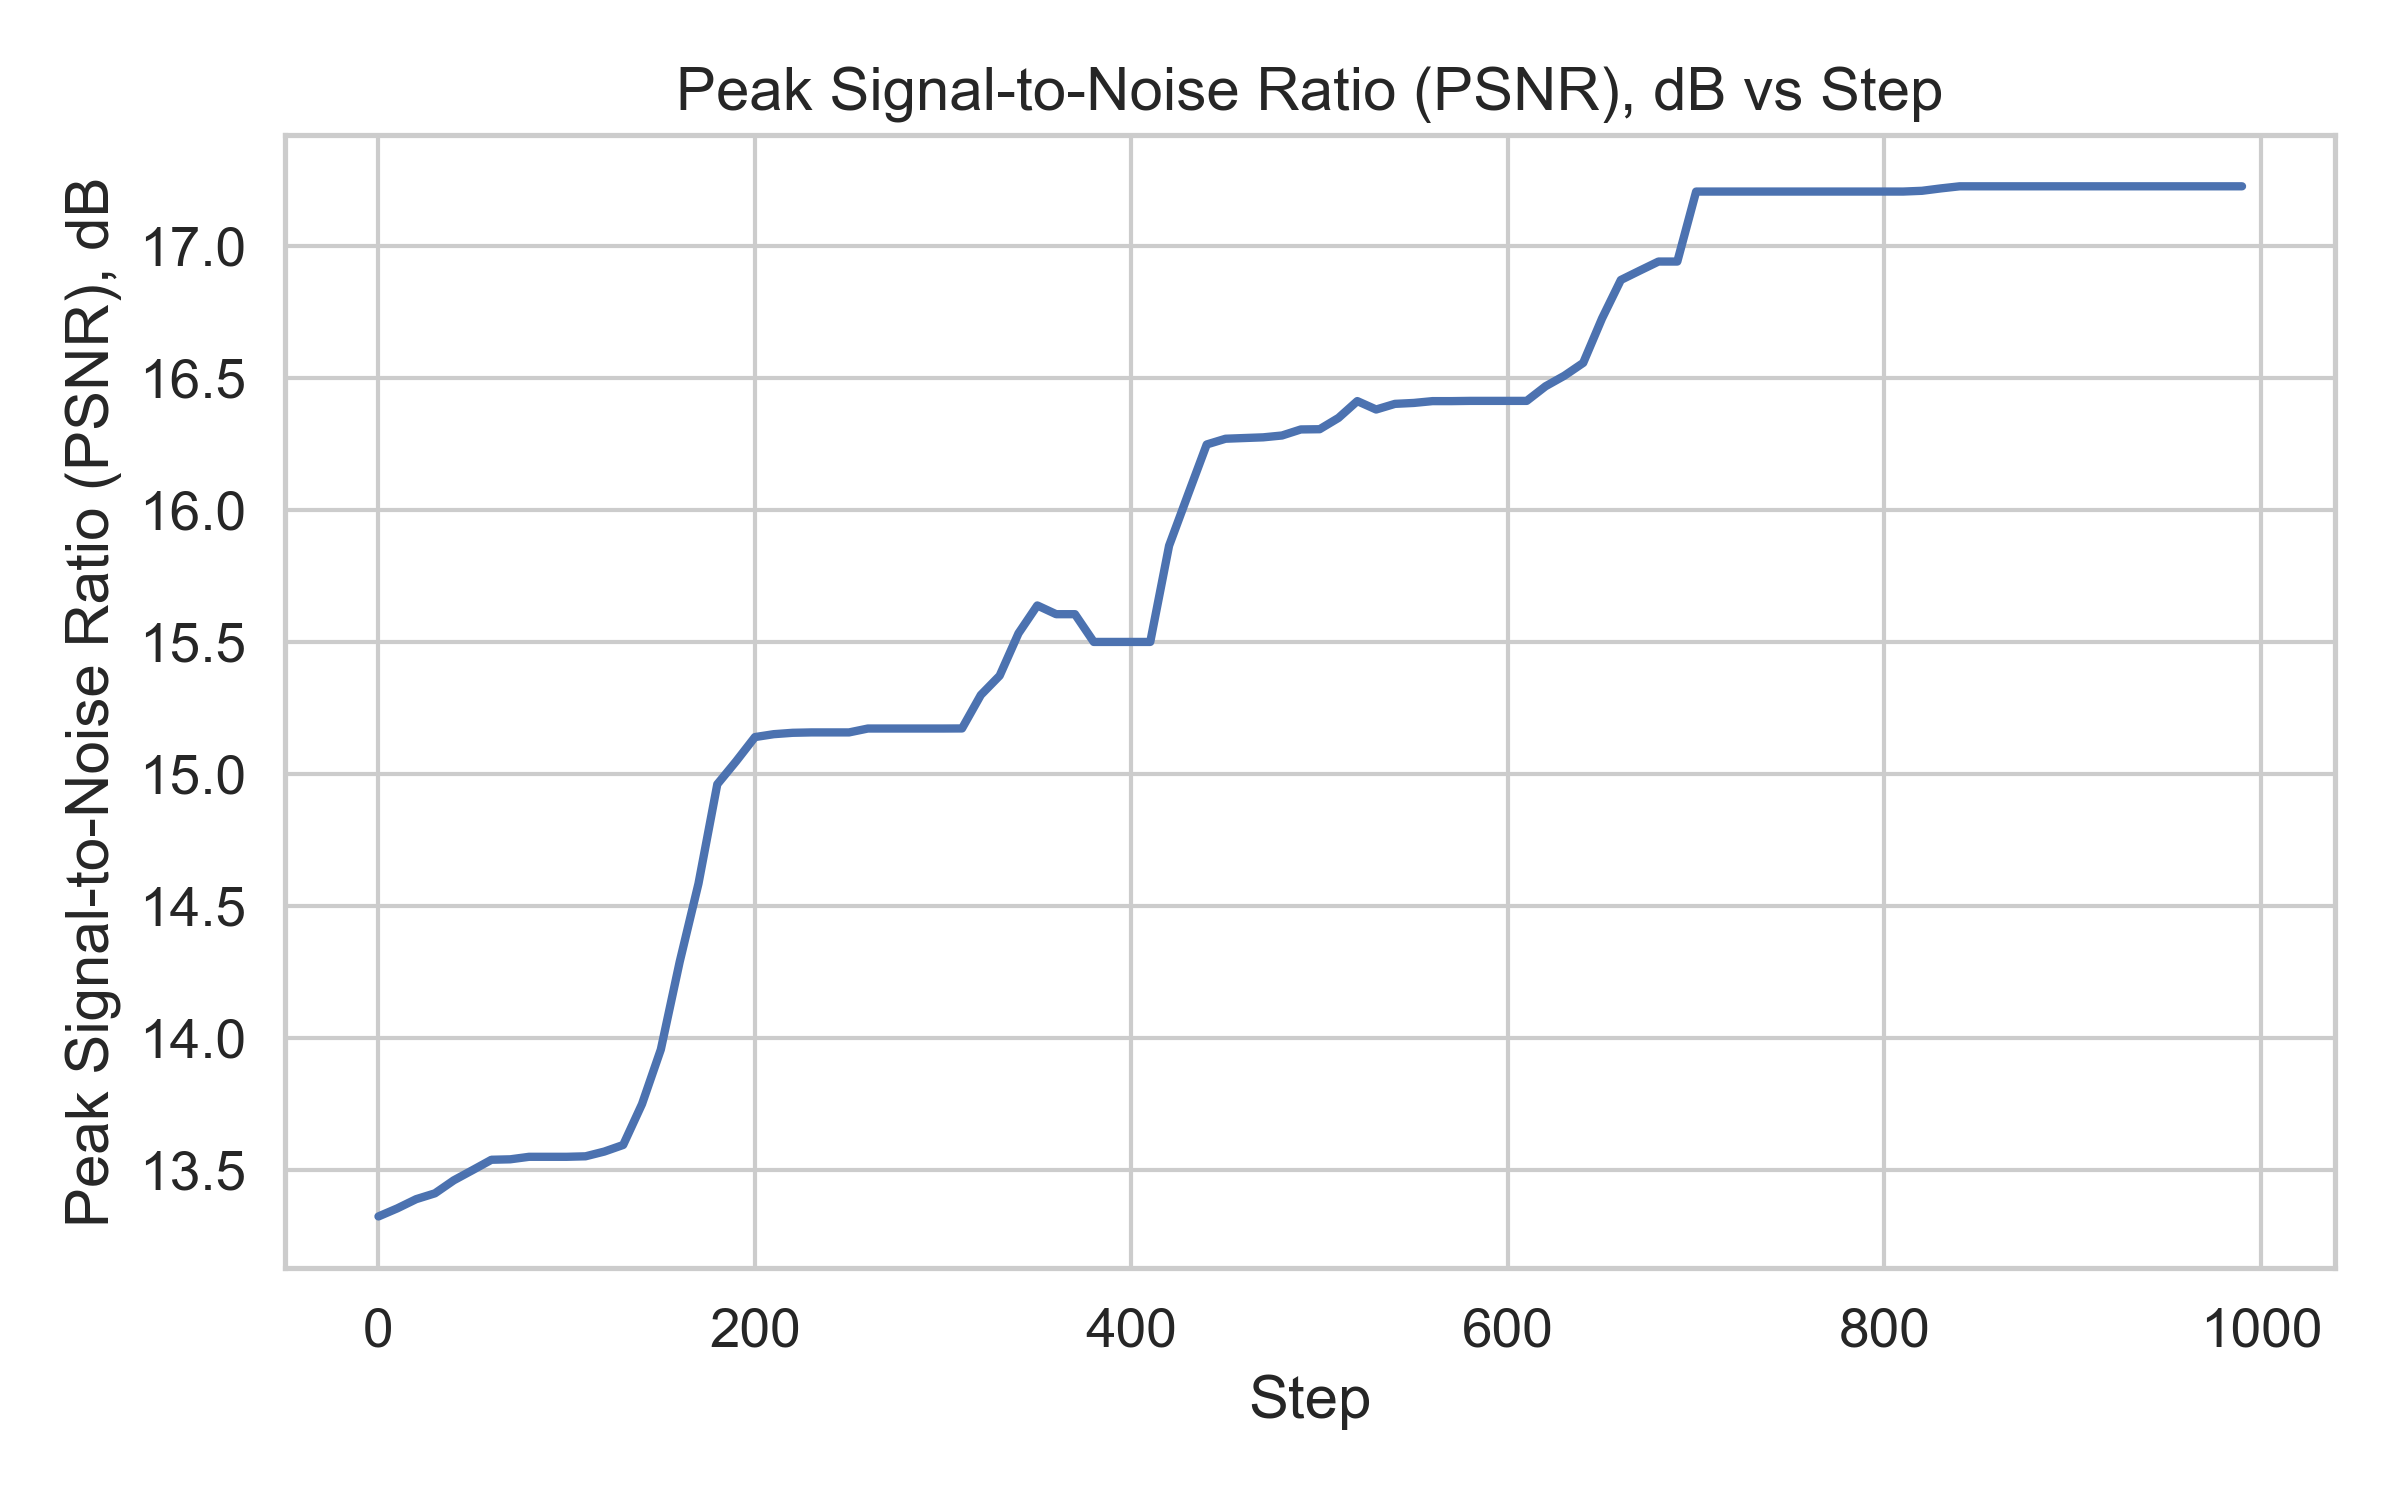 Peak Signal-to-Noise Ratio (PSNR), dB vs Step
Peak Signal-to-Noise Ratio (PSNR), dB
17.0
16.5
16.0
15.5
15.0
14.5
14.0
13.5
0 200 400 600 800 1000
Step